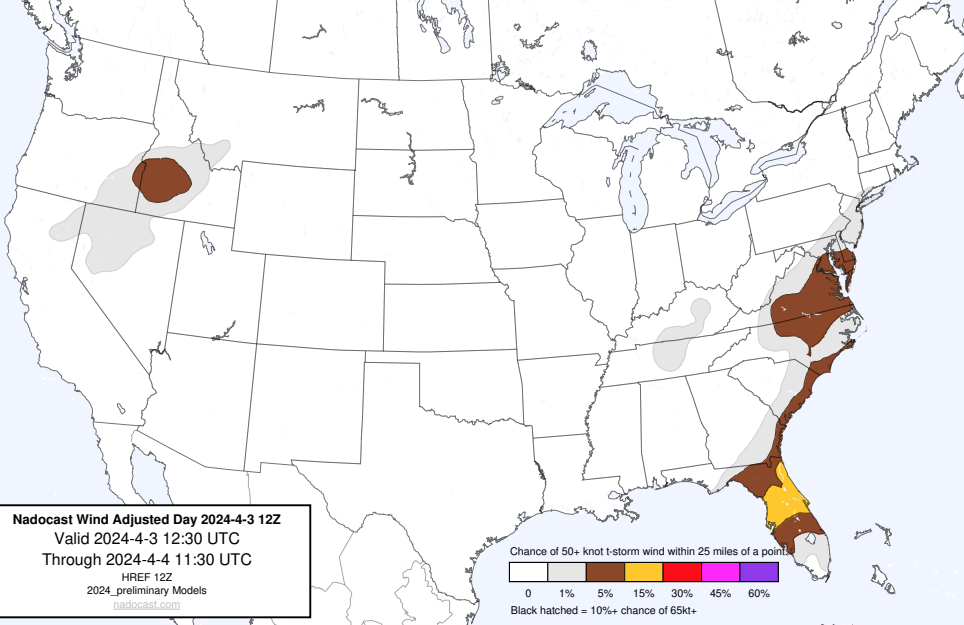 Nadocast Wind Adjusted Day 2024-4-3 12Z
Valid 2024-4-3 12:30 UTC
Through 2024-4-4 11:30 UTC
HREF 12Z
2024_preliminary Models
nadocast.com
Chance of 50+ knot t-storm wind within 25 miles of a point.
0 1% 5% 15% 30% 45% 60%
Black hatched = 10%+ chance of 65kt+